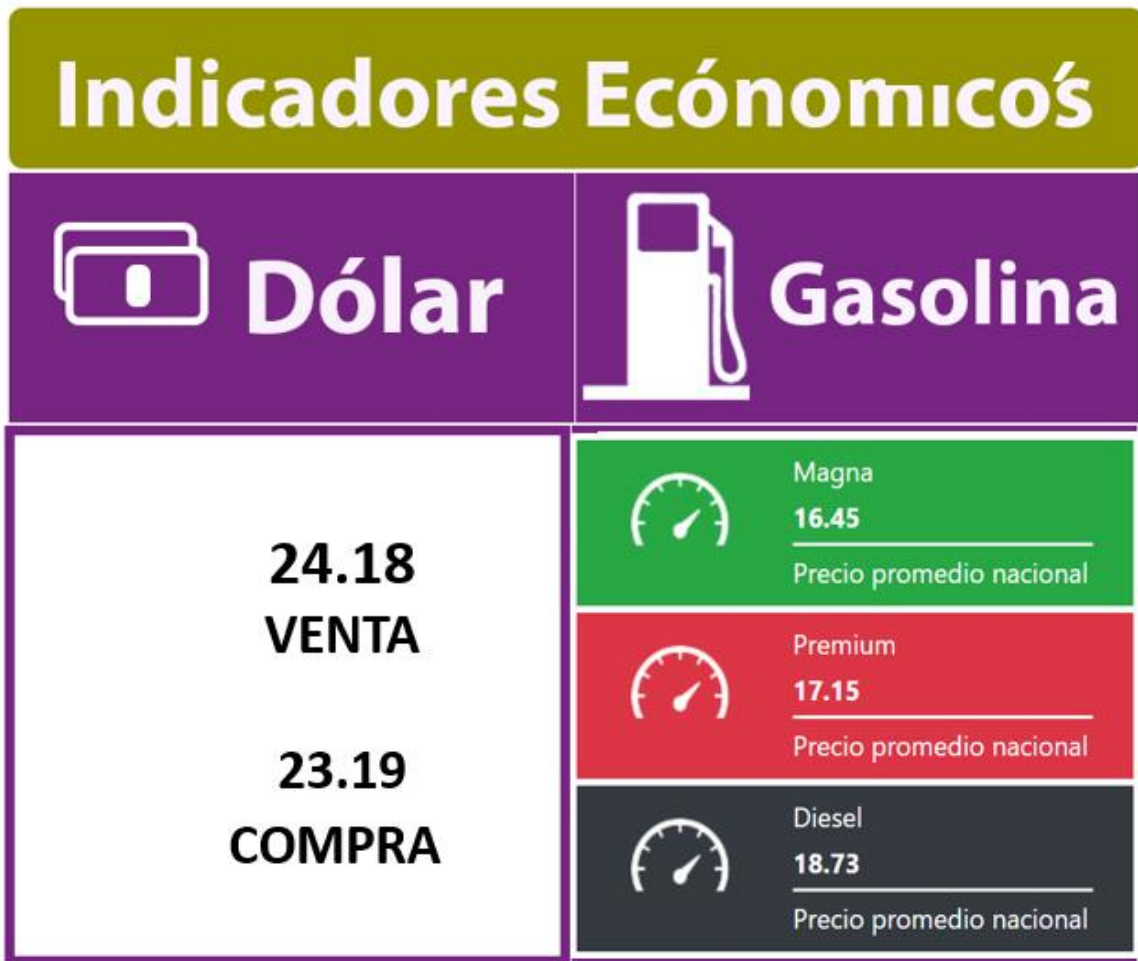 Indicadores Ecónomicoś
Dólar
Gasolina
24.18
VENTA
23.19
COMPRA
Magna
16.45
Precio promedio nacional
Premium
17.15
Precio promedio nacional
Diesel
18.73
Precio promedio nacional